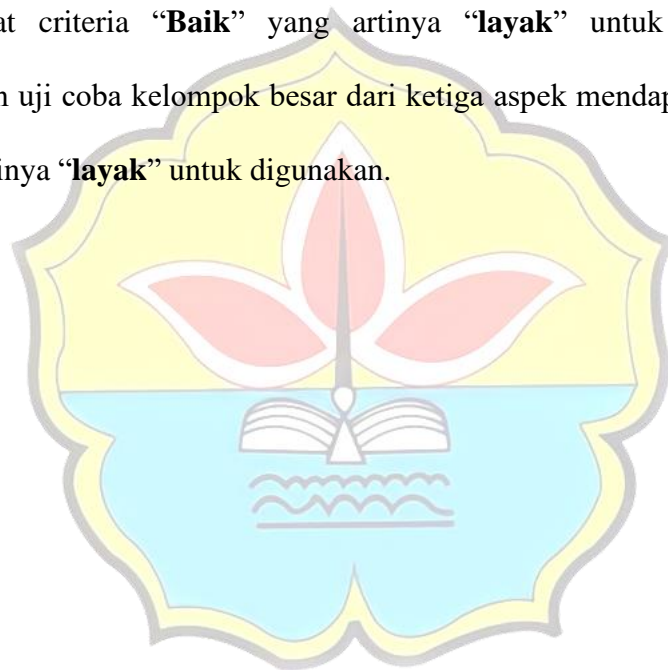 at criteria “Baik” yang artinya “layak” untuk
n uji coba kelompok besar dari ketiga aspek mendap
inya “layak” untuk digunakan.